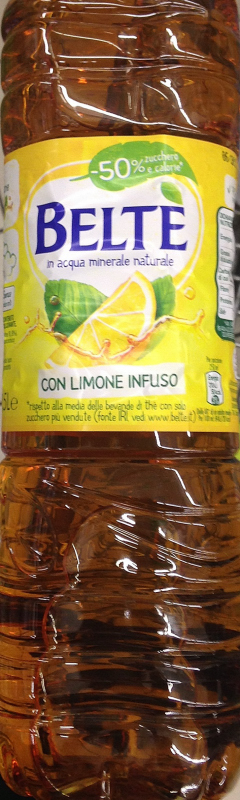 -50% zucchero
e calorie*
BELTÈ
in acqua minerale naturale
CON LIMONE INFUSO
*rispetto alla media delle bevande di thè con solo
zucchero più vendute (fonte IRI, vedi www.belte.it)